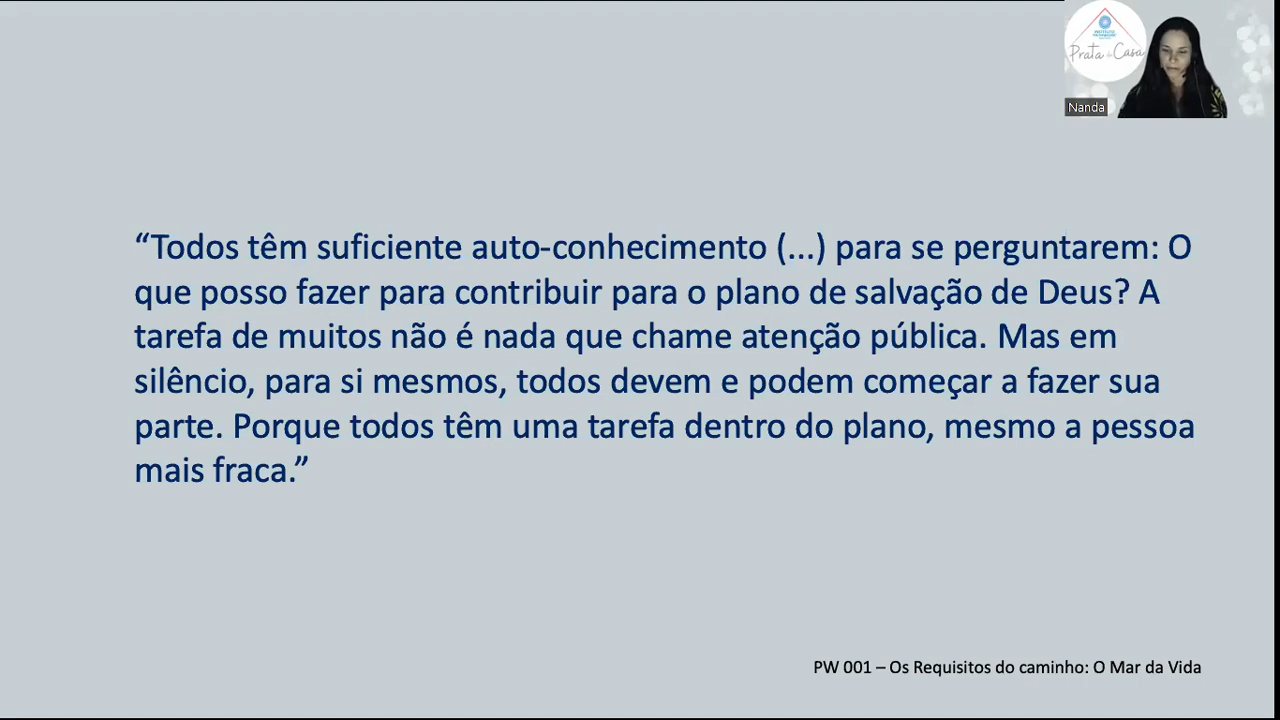 Prata de Casa
Nanda
“Todos têm suficiente auto-conhecimento (...) para se perguntarem: O
que posso fazer para contribuir para o plano de salvação de Deus? A
tarefa de muitos não é nada que chame atenção pública. Mas em
silêncio, para si mesmos, todos devem e podem começar a fazer sua
parte. Porque todos têm uma tarefa dentro do plano, mesmo a pessoa
mais fraca.”
PW 001 – Os Requisitos do caminho: O Mar da Vida